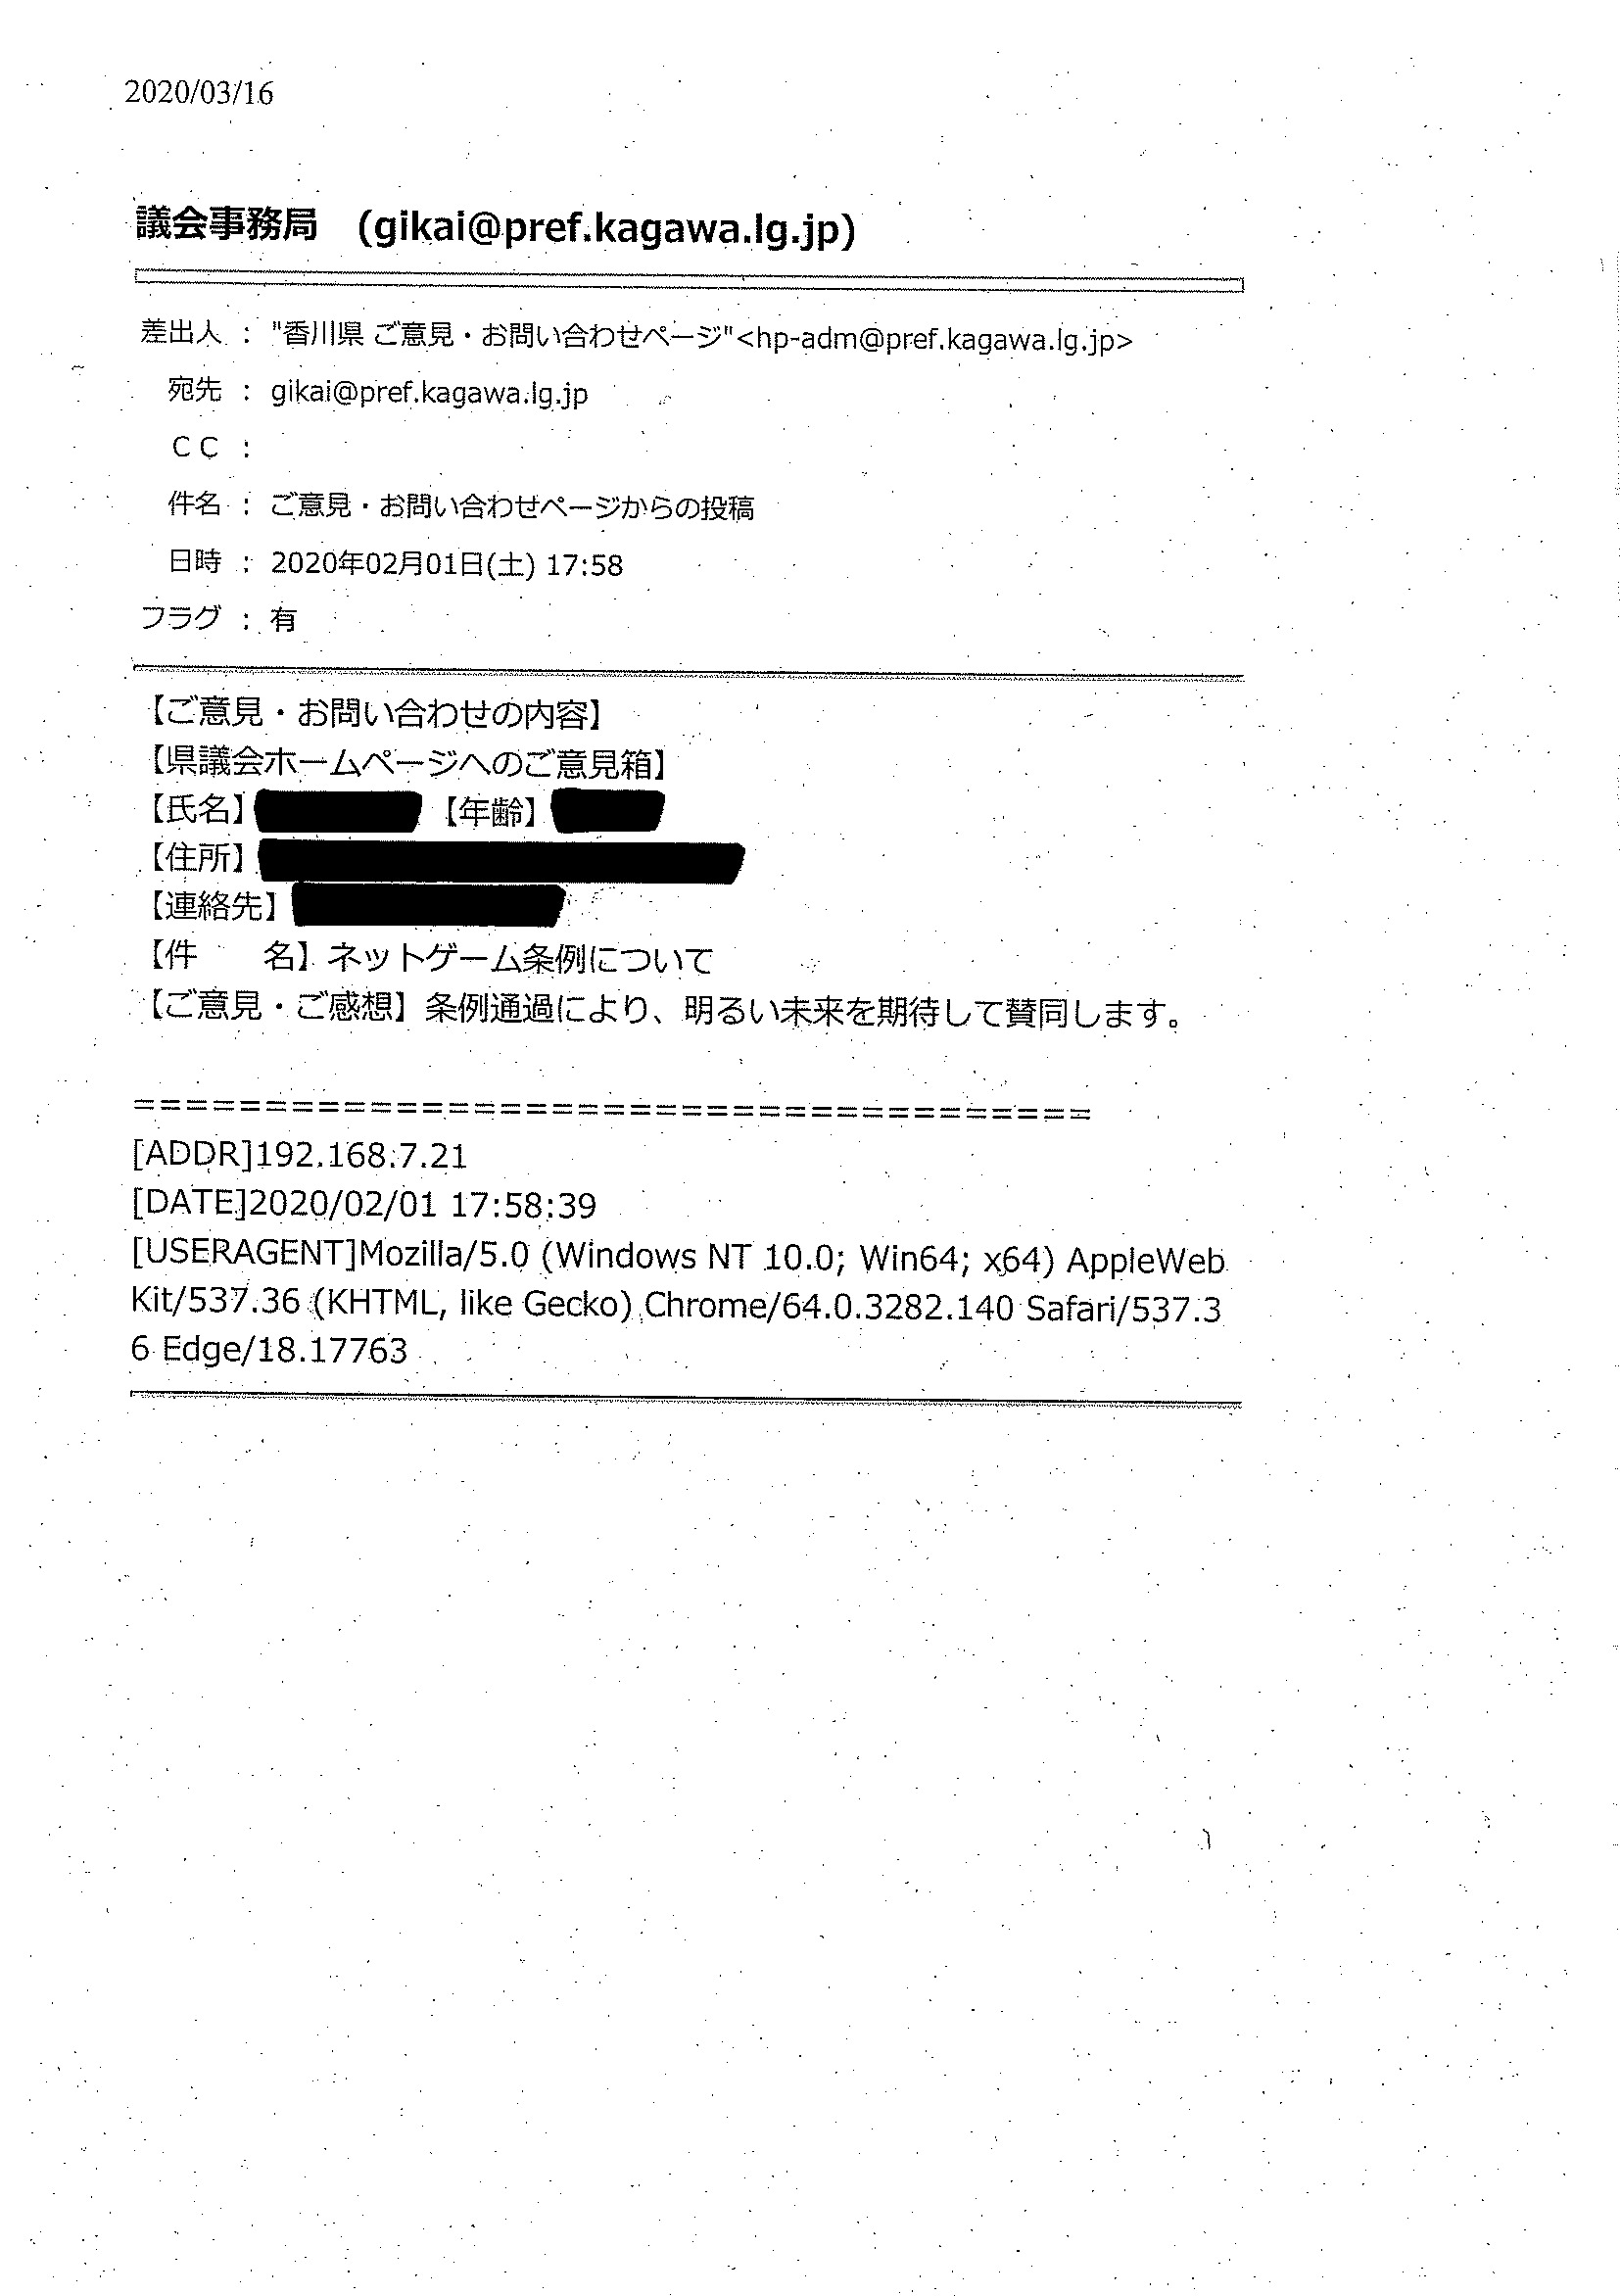 2020/03/16
議会事務局　(gikai@pref.kagawa.lg.jp)
差出人 : "香川県 ご意見・お問い合わせページ"<hp-adm@pref.kagawa.lg.jp>
宛先 : gikai@pref.kagawa.lg.jp
ＣＣ :
件名 : ご意見・お問い合わせページからの投稿
日時 : 2020年02月01日(土) 17:58
フラグ : 有
【ご意見・お問い合わせの内容】
【県議会ホームページへのご意見箱】
【氏名】 【年齢】
【住所】
【連絡先】
【件　　名】ネットゲーム条例について
【ご意見・ご感想】条例通過により、明るい未来を期待して賛同します。
=====================================
[ADDR]192.168.7.21
[DATE]2020/02/01 17:58:39
[USERAGENT]Mozilla/5.0 (Windows NT 10.0; Win64; x64) AppleWeb
Kit/537.36 (KHTML, like Gecko) Chrome/64.0.3282.140 Safari/537.3
6 Edge/18.17763